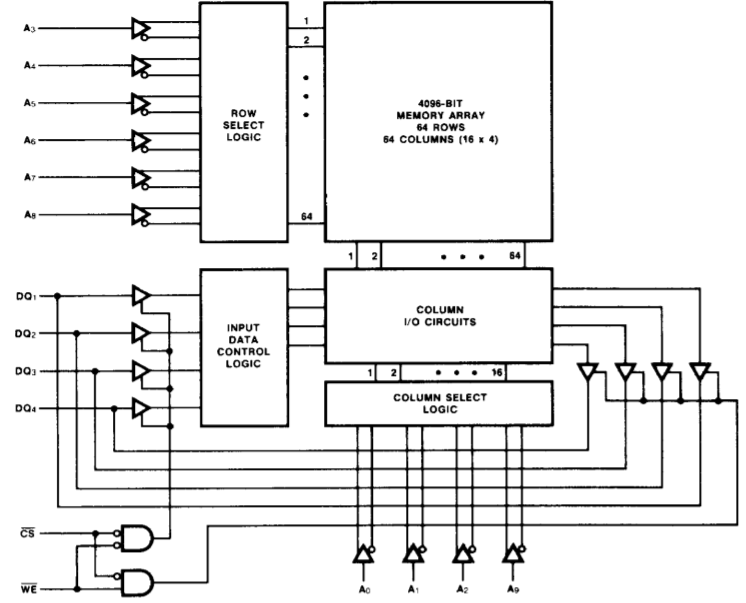 A3
A4
A5
A6
A7
A8
ROW
SELECT
LOGIC
1
2
64
4096-BIT
MEMORY ARRAY
64 ROWS
64 COLUMNS (16 x 4)
1 2 64
DQ1
DQ2
DQ3
DQ4
INPUT
DATA
CONTROL
LOGIC
COLUMN
I/O CIRCUITS
1 2 16
COLUMN SELECT
LOGIC
C̅S̅
W̅E̅
A0 A1 A2 A9